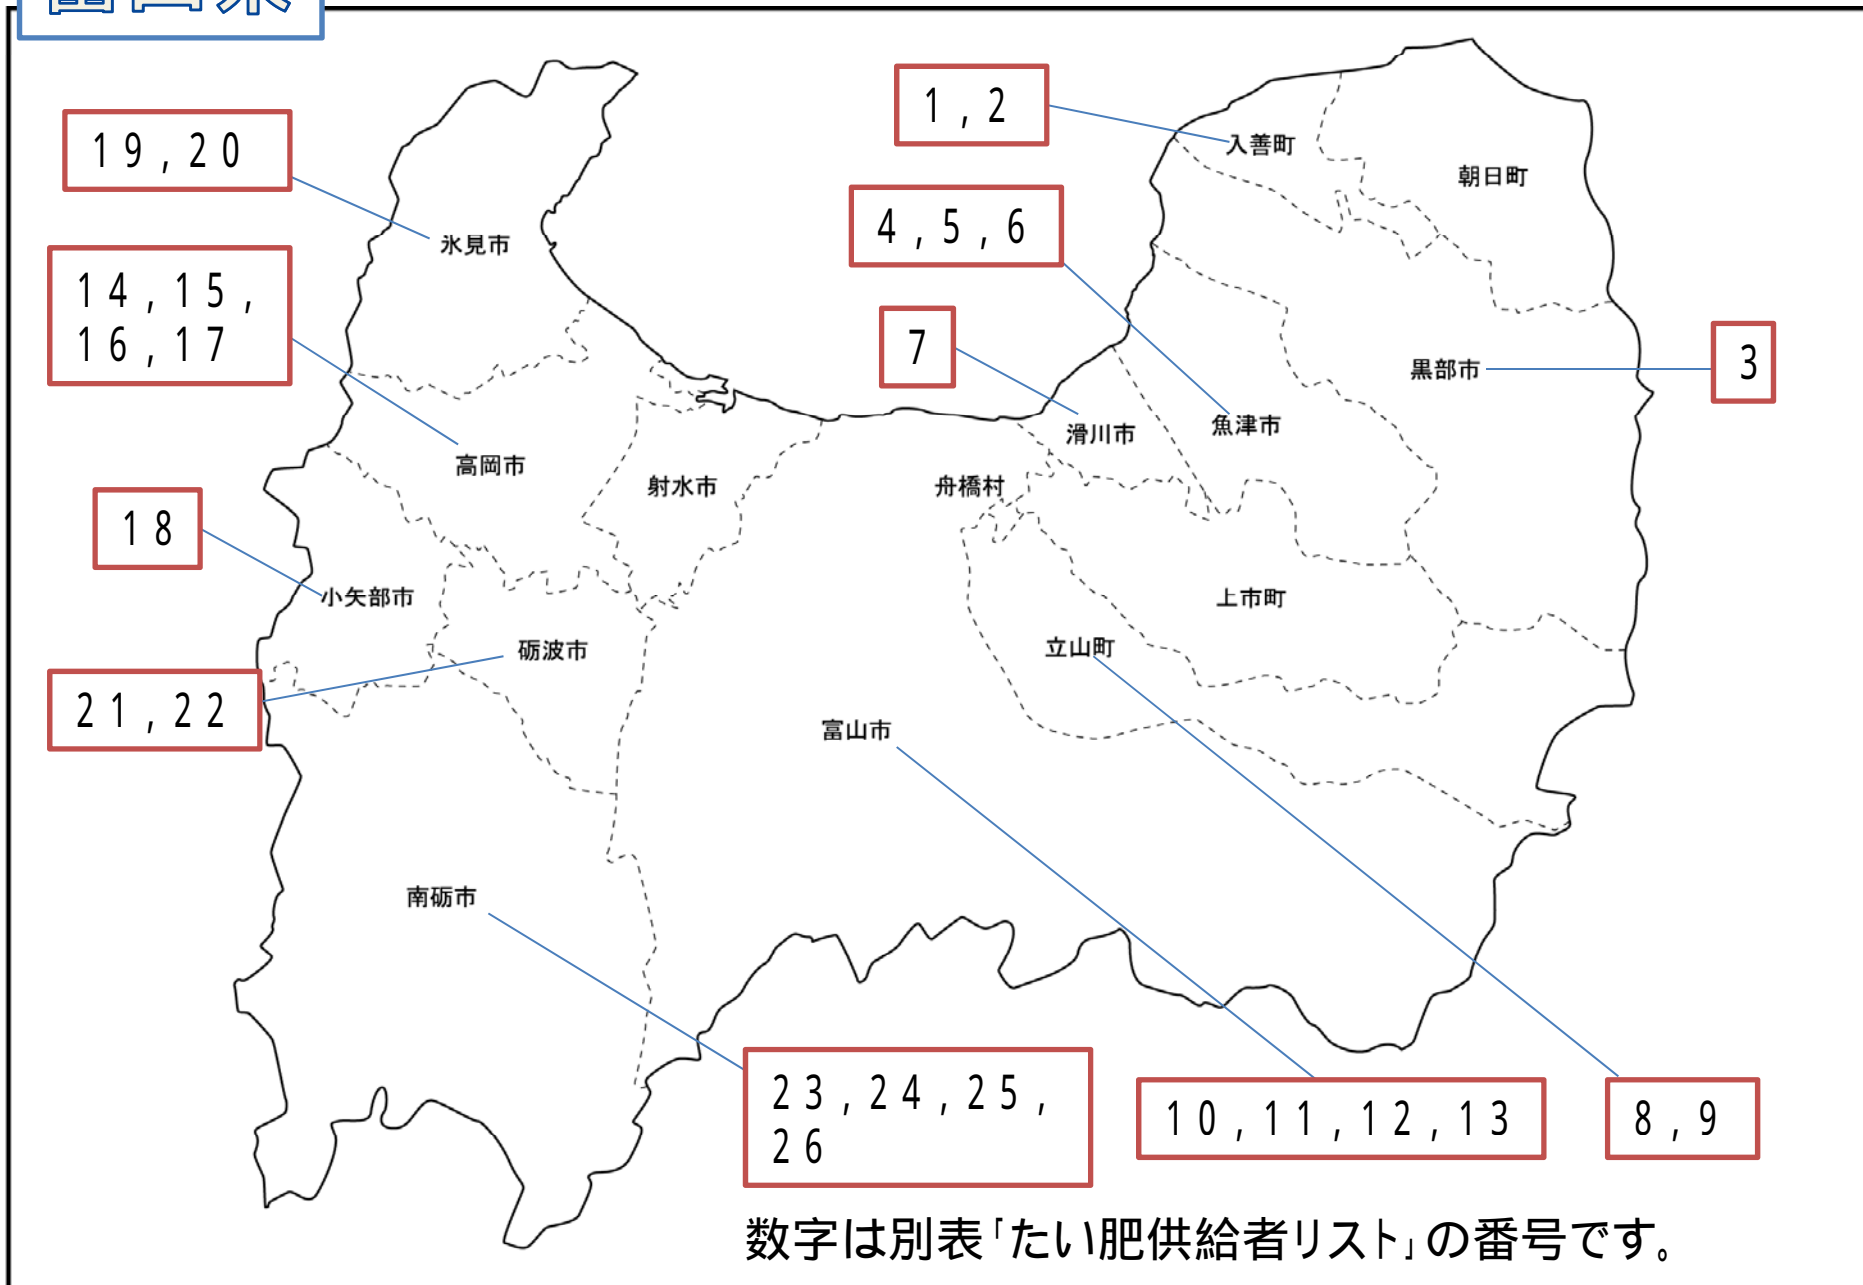 1，2
入善町
朝日町
19，20
4，5，6
氷見市
14，15，
16，17
7
黒部市
3
滑川市
魚津市
高岡市
射水市
舟橋村
18
小矢部市
上市町
砺波市
立山町
21，22
富山市
南砺市
23，24，25，
26
10，11，12，13
8，9
数字は別表「たい肥供給者リスト」の番号です。